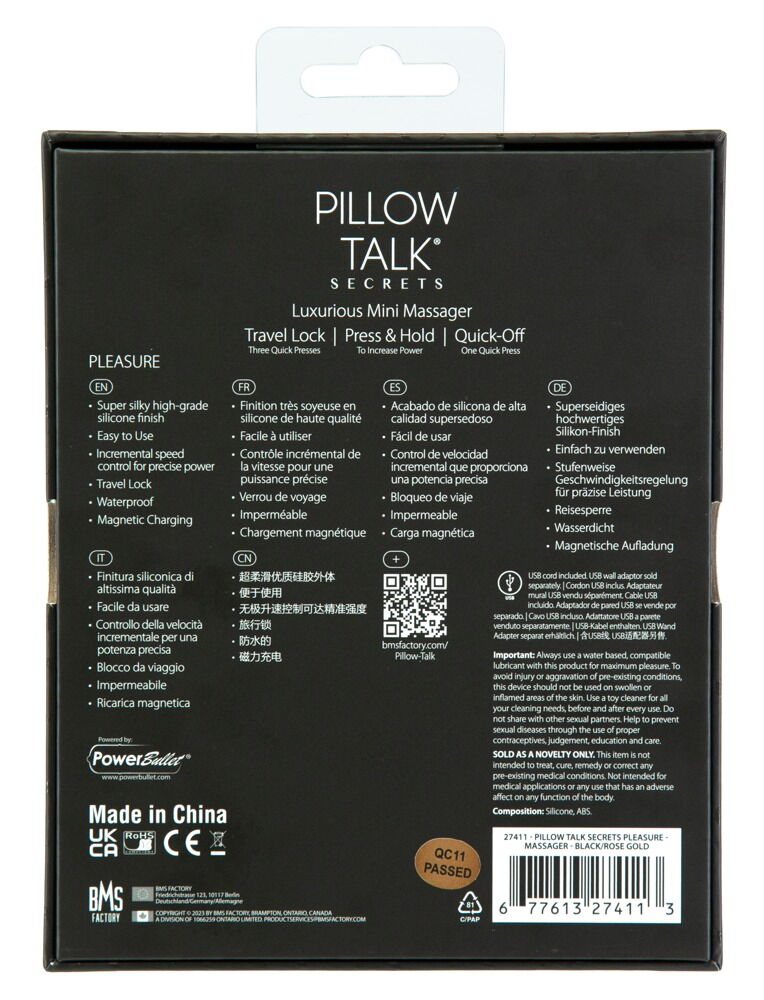 PILLOW
TALK®
SECRETS
Luxurious Mini Massager
Travel Lock | Press & Hold | Quick-Off
Three Quick Presses To Increase Power One Quick Press
PLEASURE
EN
• Super silky high-grade
silicone finish
• Easy to Use
• Incremental speed
control for precise power
• Travel Lock
• Waterproof
• Magnetic Charging
FR
• Finition très soyeuse en
silicone de haute qualité
• Facile à utiliser
• Contrôle incrémental de
la vitesse pour une
puissance précise
• Verrou de voyage
• Imperméable
• Chargement magnétique
ES
• Acabado de silicona de alta
calidad supersedoso
• Fácil de usar
• Control de velocidad
incremental que proporciona
una potencia precisa
• Bloqueo de viaje
• Impermeable
• Carga magnética
DE
• Superseidiges
hochwertiges
Silikon-Finish
• Einfach zu verwenden
• Stufenweise
Geschwindigkeitsregelung
für präzise Leistung
• Reisesperre
• Wasserdicht
• Magnetische Aufladung
IT
• Finitura siliconica di
altissima qualità
• Facile da usare
• Controllo della velocità
incrementale per una
potenza precisa
• Blocco da viaggio
• Impermeabile
• Ricarica magnetica
CN
• 超柔滑优质硅胶外体
• 便于使用
• 无极升速控制可达精准强度
• 旅行锁
• 防水的
• 磁力充电
+
bmsfactory.com/
Pillow-Talk
USB
USB cord included. USB wall adaptor sold
separately. | Cordon USB inclus. Adaptateur
mural USB vendu séparément. Cable USB
incluido. Adaptador de pared USB se vende por
separado. | Cavo USB incluso. Adattatore USB a parete
venduto separatamente. | USB-Kabel enthalten. USB Wand
Adapter separat erhältlich. | 含USB线 USB适配器另售.
Important: Always use a water based, compatible
lubricant with this product for maximum pleasure. To
avoid injury or aggravation of pre-existing conditions,
this device should not be used on swollen or
inflamed areas of the skin. Use a toy cleaner for all
your cleaning needs, before and after every use. Do
not share with other sexual partners. Help to prevent
sexual diseases through the use of proper
contraceptives, judgement, education and care.
SOLD AS A NOVELTY ONLY. This item is not
intended to treat, cure, remedy or correct any
pre-existing medical conditions. Not intended for
medical applications or any use that has an adverse
affect on any function of the body.
Composition: Silicone, ABS.
Powered by:
PowerBullet®
www.powerbullet.com
Made in China
UK
CA
RoHS
CE
QC11
PASSED
27411 - PILLOW TALK SECRETS PLEASURE -
MASSAGER - BLACK/ROSE GOLD
6 77613 27411 3
81
C/PAP
BMS
FACTORY
BMS FACTORY
Friedrichstrasse 123, 10117 Berlin
Deutschland/Germany/Allemagne
COPYRIGHT © 2023 BY BMS FACTORY, BRAMPTON, ONTARIO, CANADA
A DIVISION OF 1066259 ONTARIO LIMITED. PRODUCTSERVICES@BMSFACTORY.COM